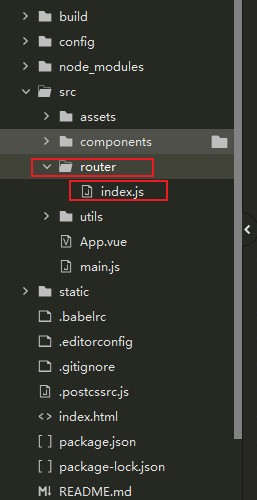 build
config
node_modules
src
assets
components
router
index.js
utils
App.vue
main.js
static
.babelrc
.editorconfig
.gitignore
.postcssrc.js
index.html
package.json
package-lock.json
README.md